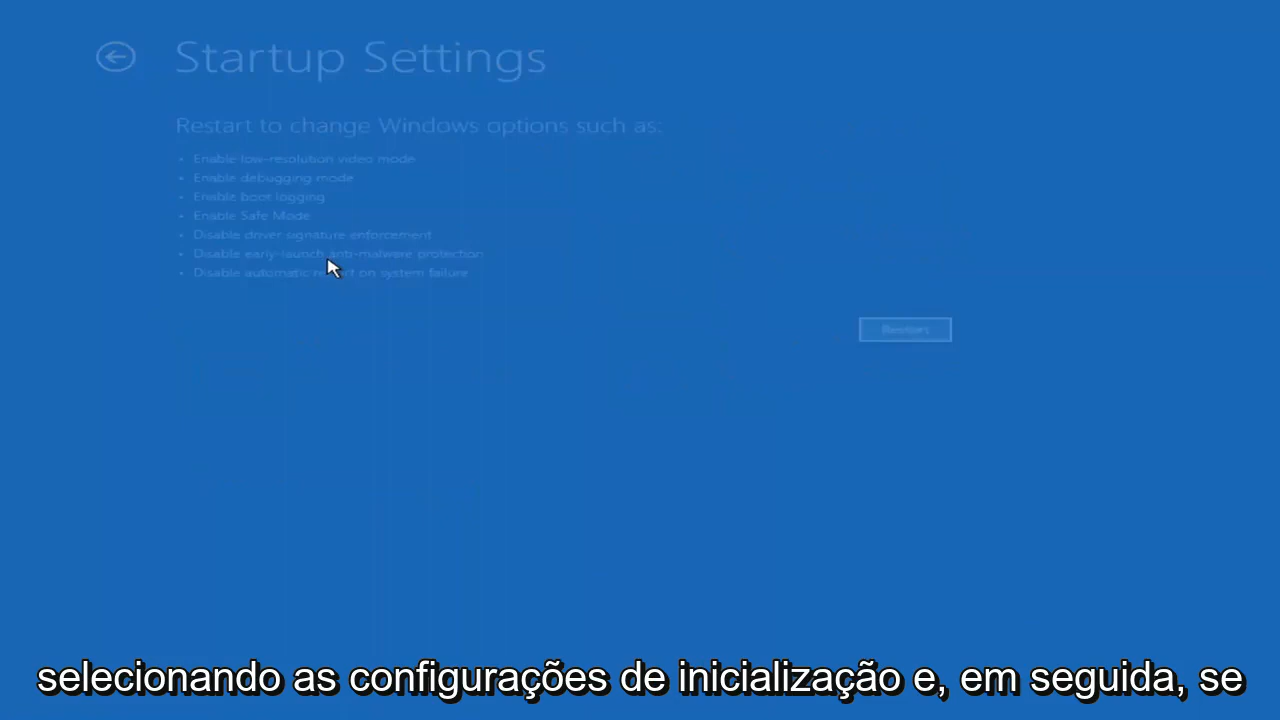 Startup Settings
Restart to change Windows options such as:
• Enable low-resolution video mode
• Enable debugging mode
• Enable boot logging
• Enable Safe Mode
• Disable driver signature enforcement
• Disable early-launch anti-malware protection
• Disable automatic restart on system failure
Restart
selecionando as configurações de inicialização e, em seguida, se